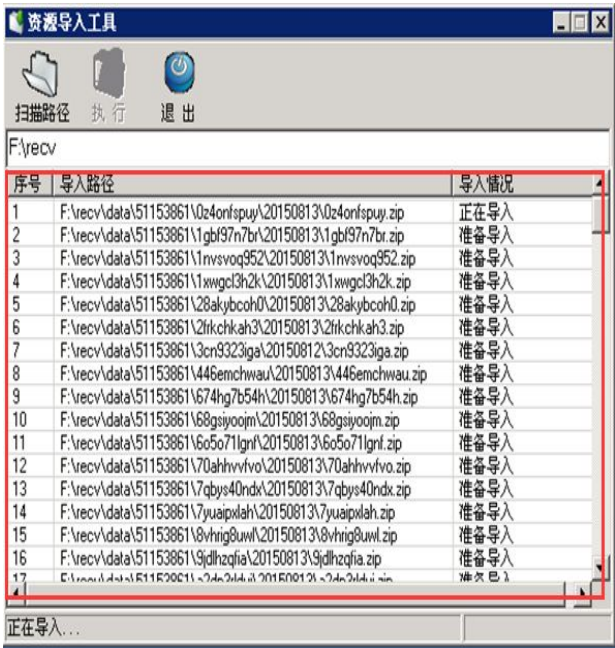 资源导入工具
扫描路径 执行 退出
F:\recv
序号 导入路径 导入情况
1 F:\recv\data\51153861\0z4onfspuy\20150813\0z4onfspuy.zip 正在导入
2 F:\recv\data\51153861\1gbf97n7br\20150813\1gbf97n7br.zip 准备导入
3 F:\recv\data\51153861\1nvsvoq952\20150813\1nvsvoq952.zip 准备导入
4 F:\recv\data\51153861\1xwgcl3h2k\20150813\1xwgcl3h2k.zip 准备导入
5 F:\recv\data\51153861\28akybcoh0\20150813\28akybcoh0.zip 准备导入
6 F:\recv\data\51153861\2frkchkah3\20150813\2frkchkah3.zip 准备导入
7 F:\recv\data\51153861\3cn9323iga\20150812\3cn9323iga.zip 准备导入
8 F:\recv\data\51153861\446emchwau\20150813\446emchwau.zip 准备导入
9 F:\recv\data\51153861\674hg7b54h\20150813\674hg7b54h.zip 准备导入
10 F:\recv\data\51153861\68gsiyoojm\20150813\68gsiyoojm.zip 准备导入
11 F:\recv\data\51153861\6o5o71lgnf\20150813\6o5o71lgnf.zip 准备导入
12 F:\recv\data\51153861\70ahhvvfvo\20150813\70ahhvvfvo.zip 准备导入
13 F:\recv\data\51153861\7qbys40ndx\20150813\7qbys40ndx.zip 准备导入
14 F:\recv\data\51153861\7yuaipxlah\20150813\7yuaipxlah.zip 准备导入
15 F:\recv\data\51153861\8vhrig8uwl\20150813\8vhrig8uwl.zip 准备导入
16 F:\recv\data\51153861\9jdlhzqfia\20150813\9jdlhzqfia.zip 准备导入
17 准备导入
正在导入...